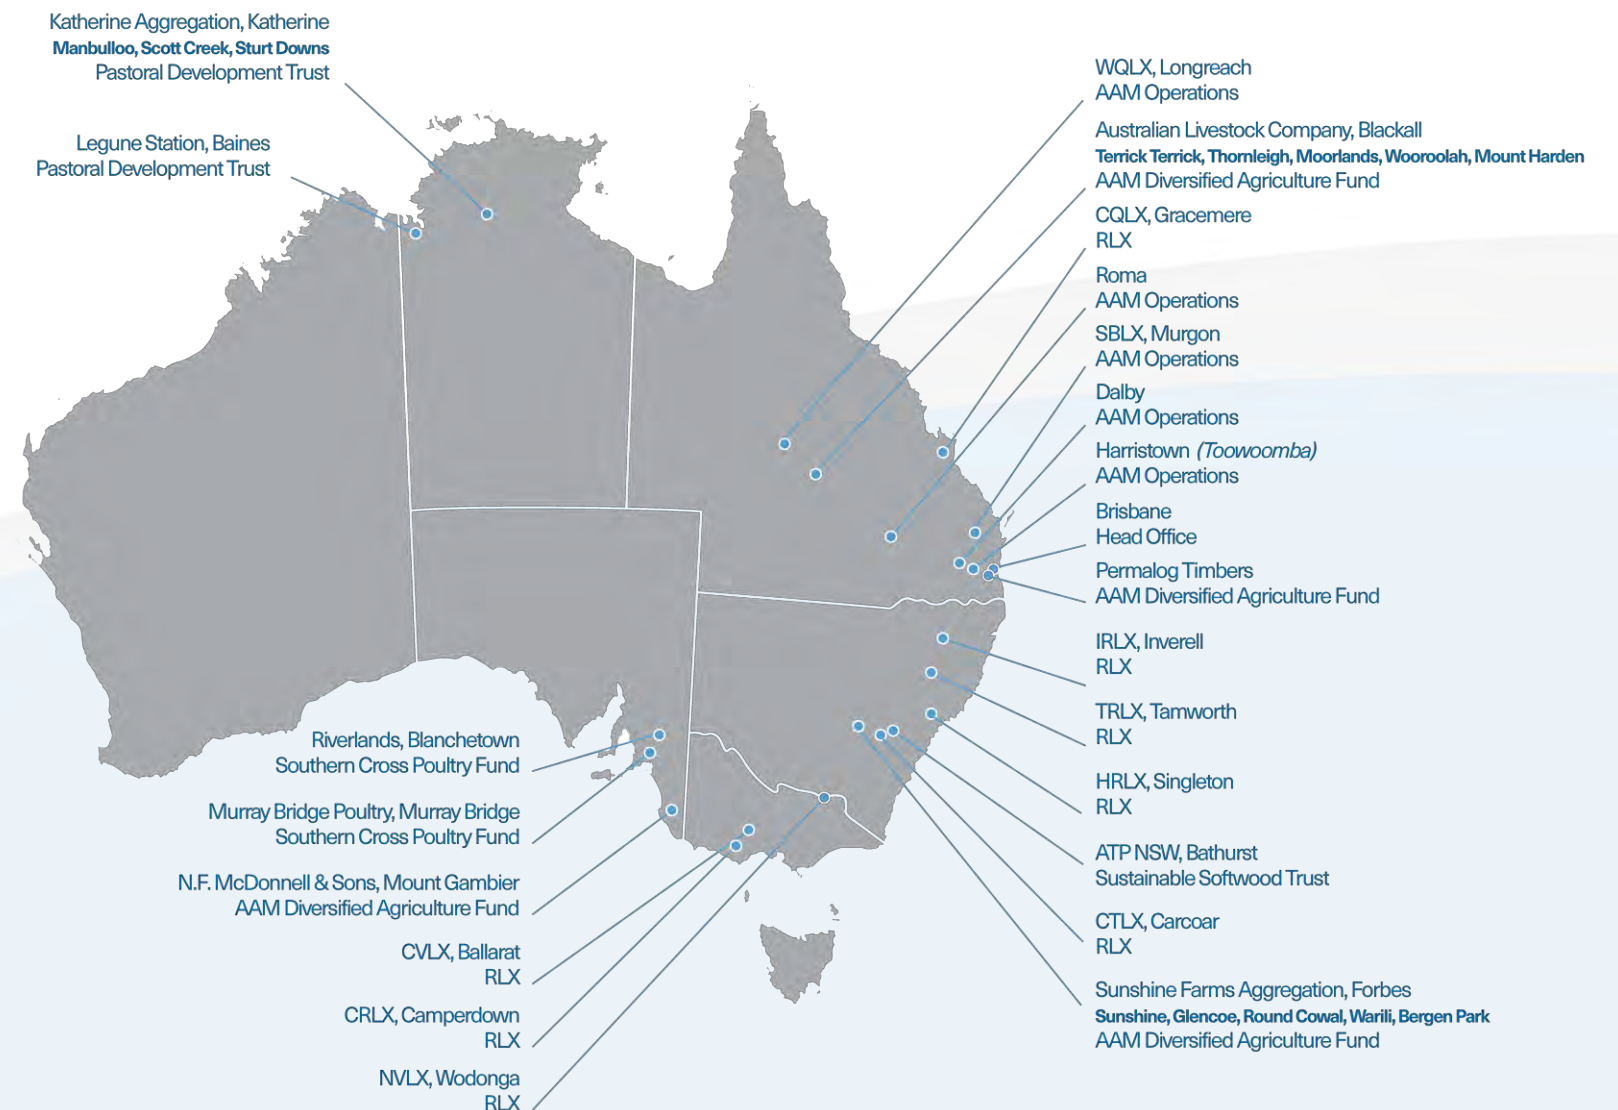 Katherine Aggregation, Katherine
Manbulloo, Scott Creek, Sturt Downs
Pastoral Development Trust
Legune Station, Baines
Pastoral Development Trust
WQLX, Longreach
AAM Operations
Australian Livestock Company, Blackall
Terrick Terrick, Thornleigh, Moorlands, Wooroolah, Mount Harden
AAM Diversified Agriculture Fund
CQLX, Gracemere
RLX
Roma
AAM Operations
SBLX, Murgon
AAM Operations
Dalby
AAM Operations
Harristown (Toowoomba)
AAM Operations
Brisbane
Head Office
Permalog Timbers
AAM Diversified Agriculture Fund
IRLX, Inverell
RLX
TRLX, Tamworth
RLX
HRLX, Singleton
RLX
ATP NSW, Bathurst
Sustainable Softwood Trust
CTLX, Carcoar
RLX
Sunshine Farms Aggregation, Forbes
Sunshine, Glencoe, Round Cowal, Warili, Bergen Park
AAM Diversified Agriculture Fund
Riverlands, Blanchetown
Southern Cross Poultry Fund
Murray Bridge Poultry, Murray Bridge
Southern Cross Poultry Fund
N.F. McDonnell & Sons, Mount Gambier
AAM Diversified Agriculture Fund
CVLX, Ballarat
RLX
CRLX, Camperdown
RLX
NVLX, Wodonga
RLX